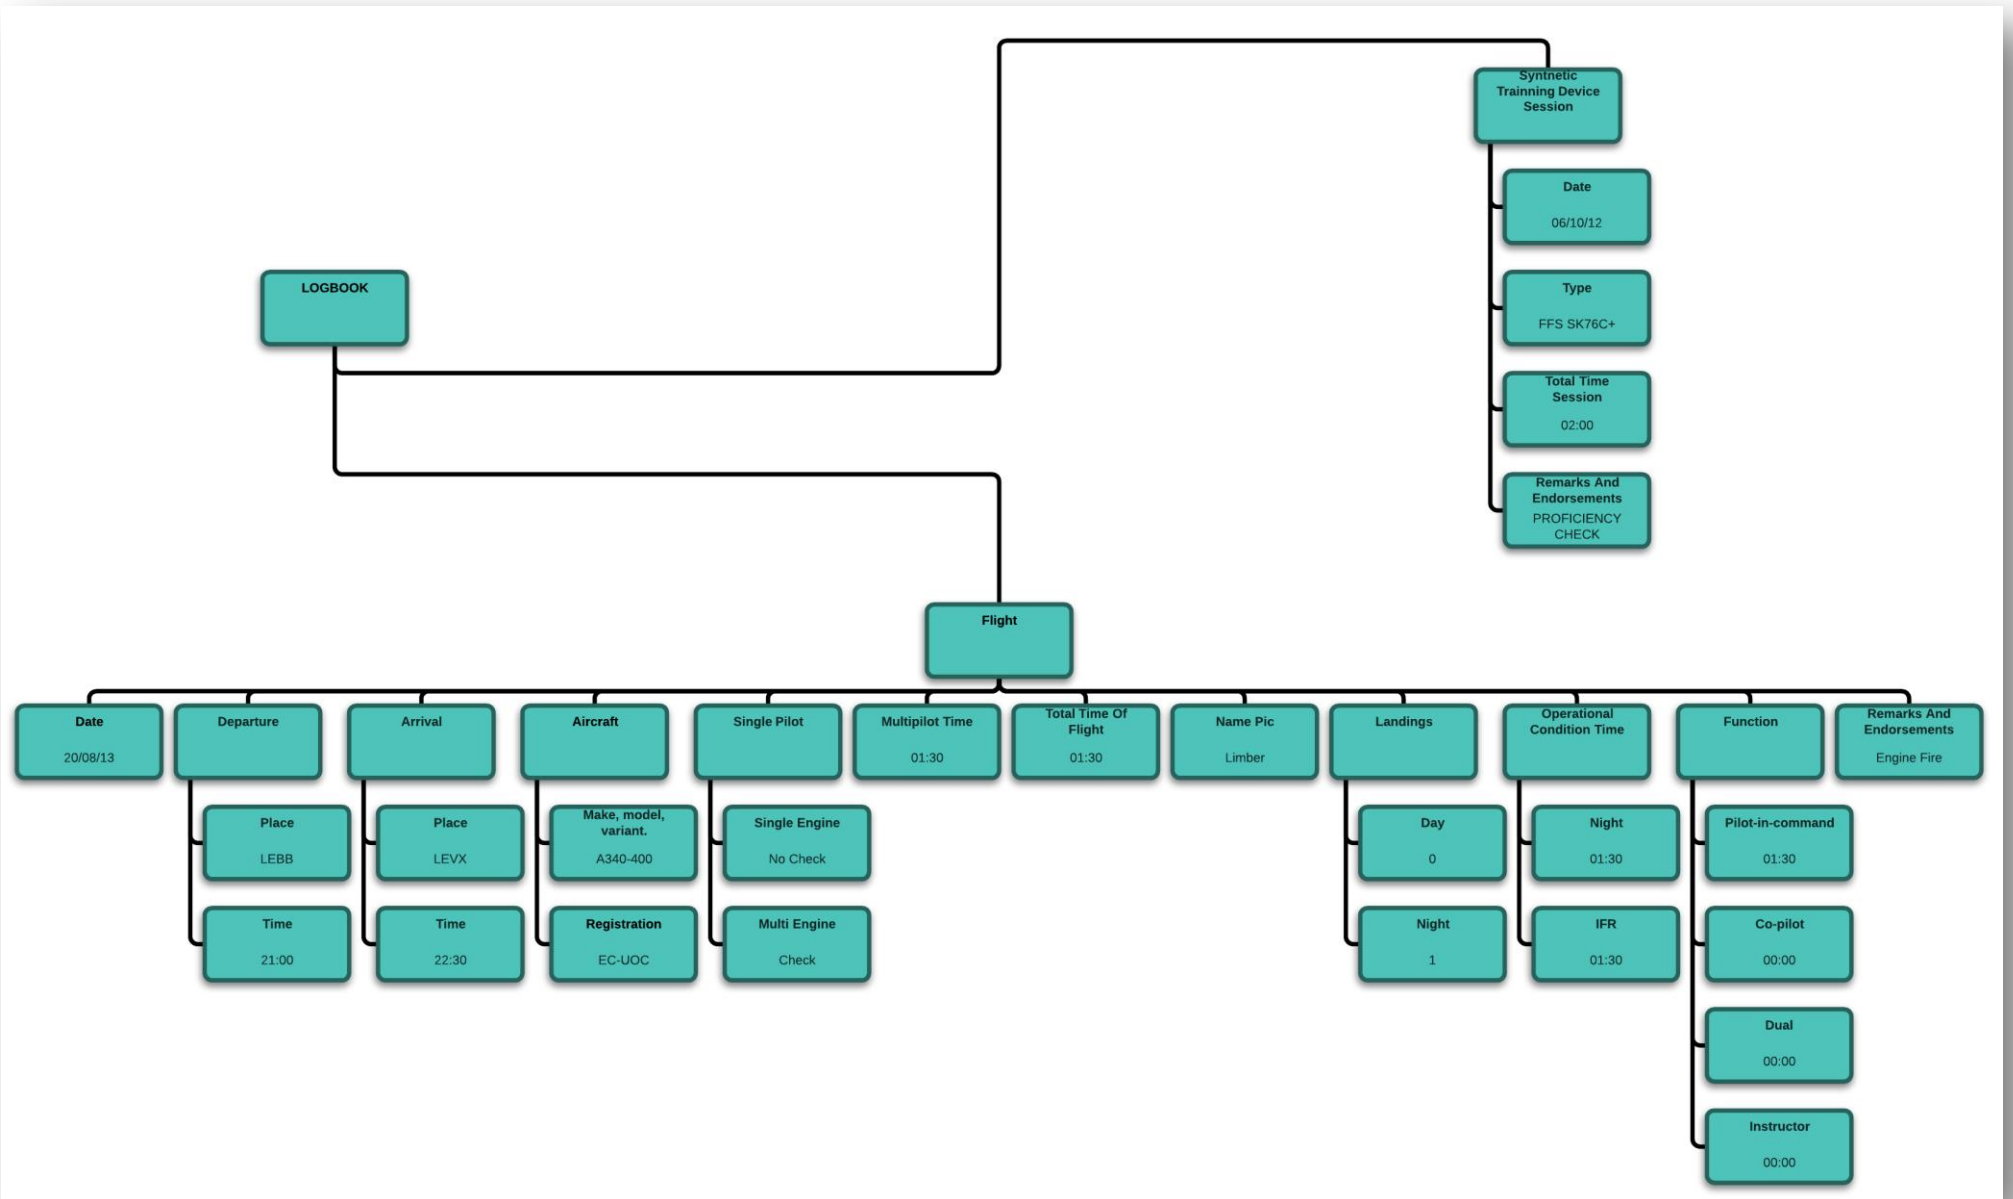 Syntnetic
Trainning Device
Session
Date
06/10/12
LOGBOOK
Type
FFS SK76C+
Total Time
Session
02:00
Remarks And
Endorsements
PROFICIENCY
CHECK
Flight
Date
20/08/13
Departure
Arrival
Aircraft
Single Pilot
Multipilot Time
01:30
Total Time Of
Flight
01:30
Name Pic
Limber
Landings
Operational
Condition Time
Function
Remarks And
Endorsements
Engine Fire
Place
LEBB
Place
LEVX
Make, model,
variant.
A340-400
Single Engine
No Check
Day
0
Night
01:30
Pilot-in-command
01:30
Time
21:00
Time
22:30
Registration
EC-UOC
Multi Engine
Check
Night
1
IFR
01:30
Co-pilot
00:00
Dual
00:00
Instructor
00:00